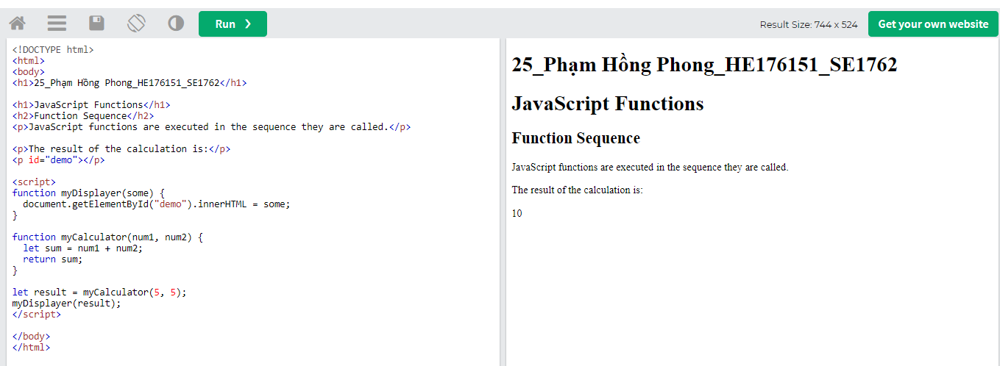 Run ❯
Result Size: 744 x 524
Get your own website
<!DOCTYPE html>
<html>
<body>
<h1>25_Phạm Hồng Phong_HE176151_SE1762</h1>
<h1>JavaScript Functions</h1>
<h2>Function Sequence</h2>
<p>JavaScript functions are executed in the sequence they are called.</p>
<p>The result of the calculation is:</p>
<p id="demo"></p>
<script>
function myDisplayer(some) {
  document.getElementById("demo").innerHTML = some;
}
function myCalculator(num1, num2) {
  let sum = num1 + num2;
  return sum;
}
let result = myCalculator(5, 5);
myDisplayer(result);
</script>
</body>
</html>
25_Phạm Hồng Phong_HE176151_SE1762
JavaScript Functions
Function Sequence
JavaScript functions are executed in the sequence they are called.
The result of the calculation is:
10